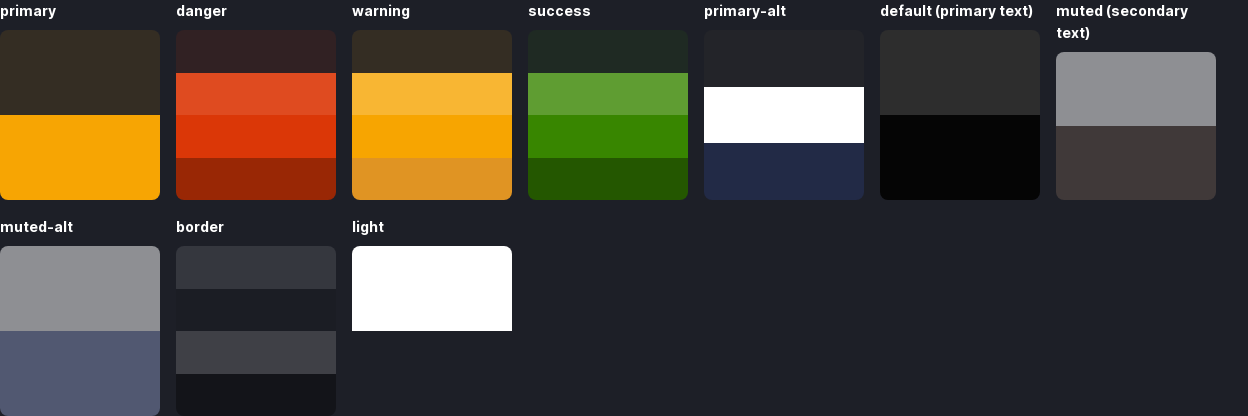 primary
danger
warning
success
primary-alt
default (primary text)
muted (secondary
text)
muted-alt
border
light